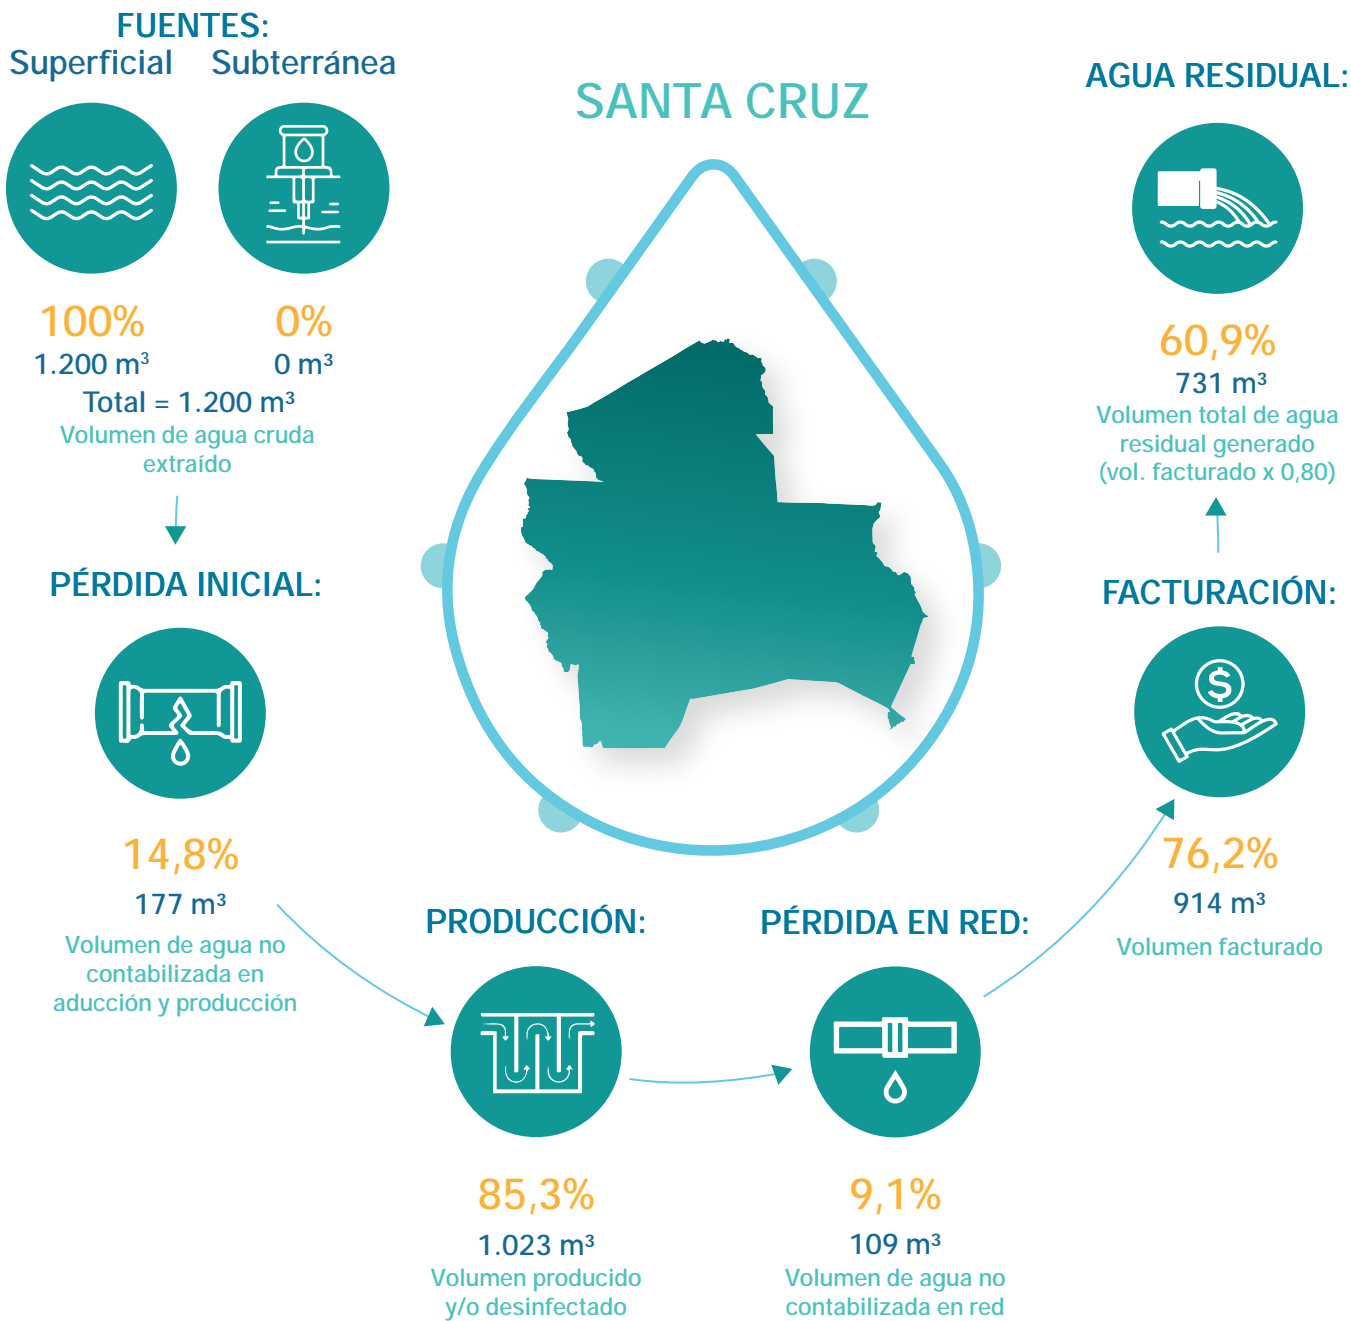 FUENTES:
Superficial
Subterránea
100%
1.200 m³
0%
0 m³
Total = 1.200 m³
Volumen de agua cruda
extraído
PÉRDIDA INICIAL:
14,8%
177 m³
Volumen de agua no
contabilizada en
aducción y producción
SANTA CRUZ
PRODUCCIÓN:
85,3%
1.023 m³
Volumen producido
y/o desinfectado
PÉRDIDA EN RED:
9,1%
109 m³
Volumen de agua no
contabilizada en red
FACTURACIÓN:
$
76,2%
914 m³
Volumen facturado
AGUA RESIDUAL:
60,9%
731 m³
Volumen total de agua
residual generado
(vol. facturado x 0,80)